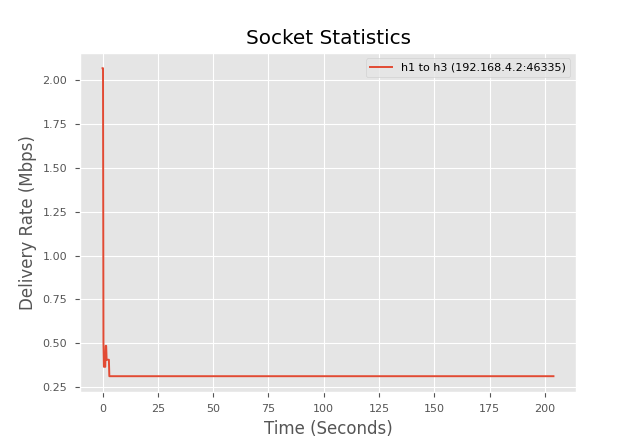 Socket Statistics
h1 to h3 (192.168.4.2:46335)
Delivery Rate (Mbps)
2.00
1.75
1.50
1.25
1.00
0.75
0.50
0.25
0 25 50 75 100 125 150 175 200
Time (Seconds)